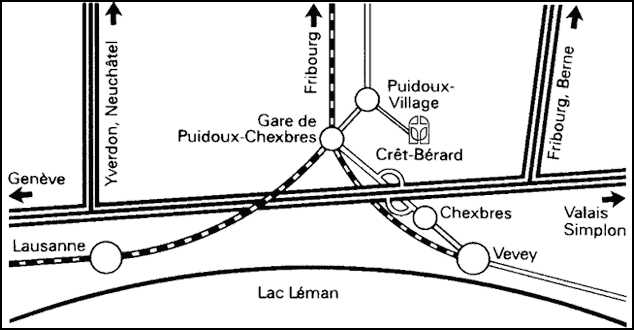 Yverdon, Neuchâtel
Fribourg
Fribourg, Berne
Puidoux-
Village
Gare de
Puidoux-Chexbres
Crêt-Bérard
Genève
Chexbres
Valais
Simplon
Lausanne
Vevey
Lac Léman